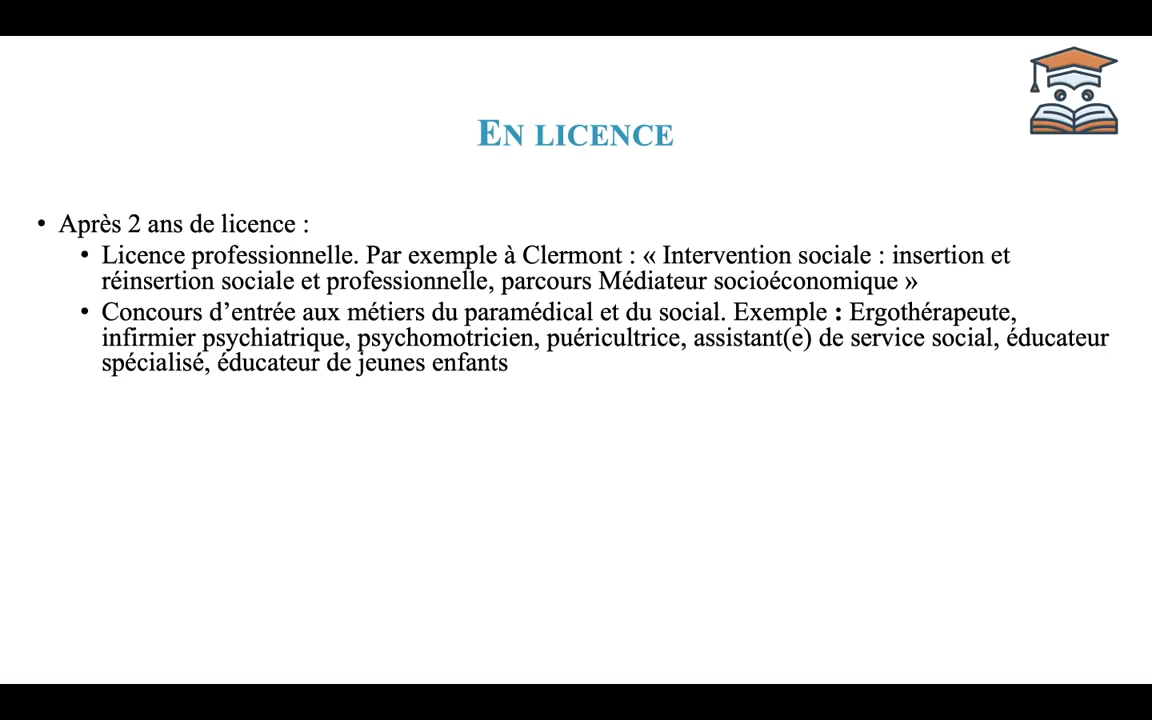 EN LICENCE
• Après 2 ans de licence :
• Licence professionnelle. Par exemple à Clermont : « Intervention sociale : insertion et
réinsertion sociale et professionnelle, parcours Médiateur socioéconomique »
• Concours d’entrée aux métiers du paramédical et du social. Exemple : Ergothérapeute,
infirmier psychiatrique, psychomotricien, puéricultrice, assistant(e) de service social, éducateur
spécialisé, éducateur de jeunes enfants